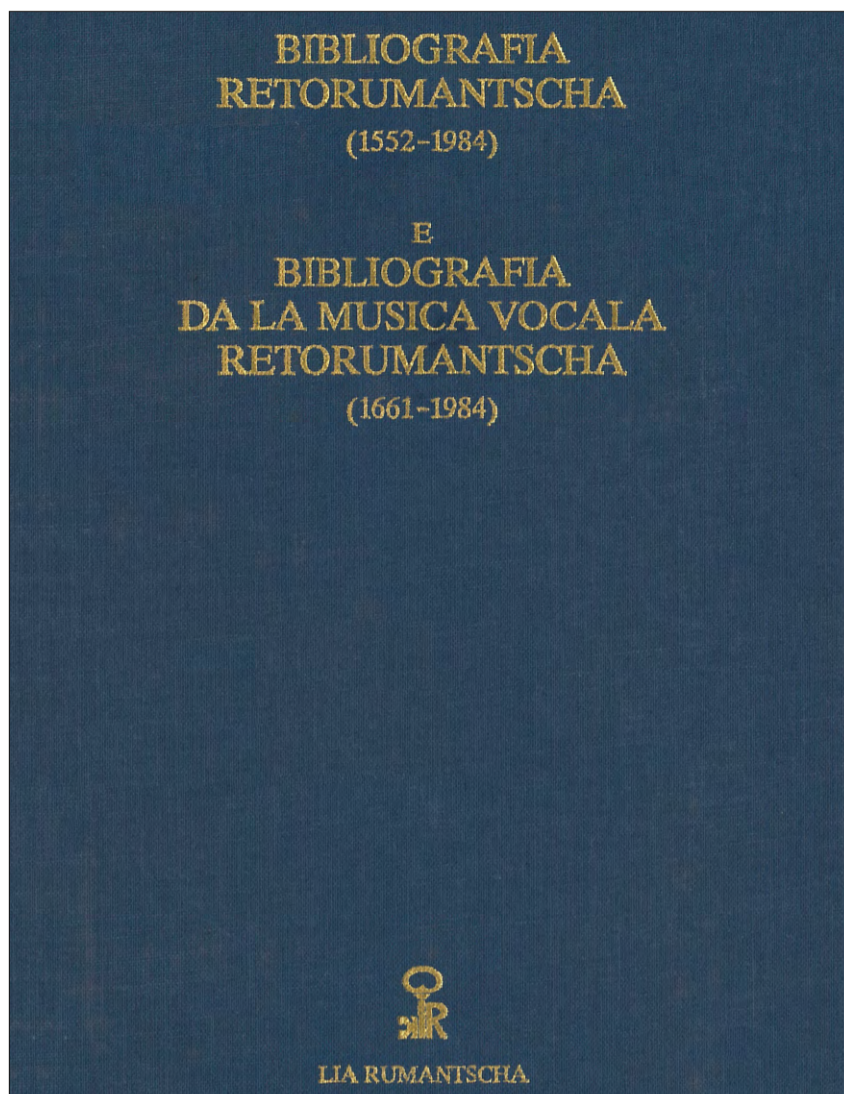 BIBLIOGRAFIA
RETORUMANTSCHA
(1552–1984)
E
BIBLIOGRAFIA
DA LA MUSICA VOCALA
RETORUMANTSCHA
(1661–1984)
LIA RUMANTSCHA